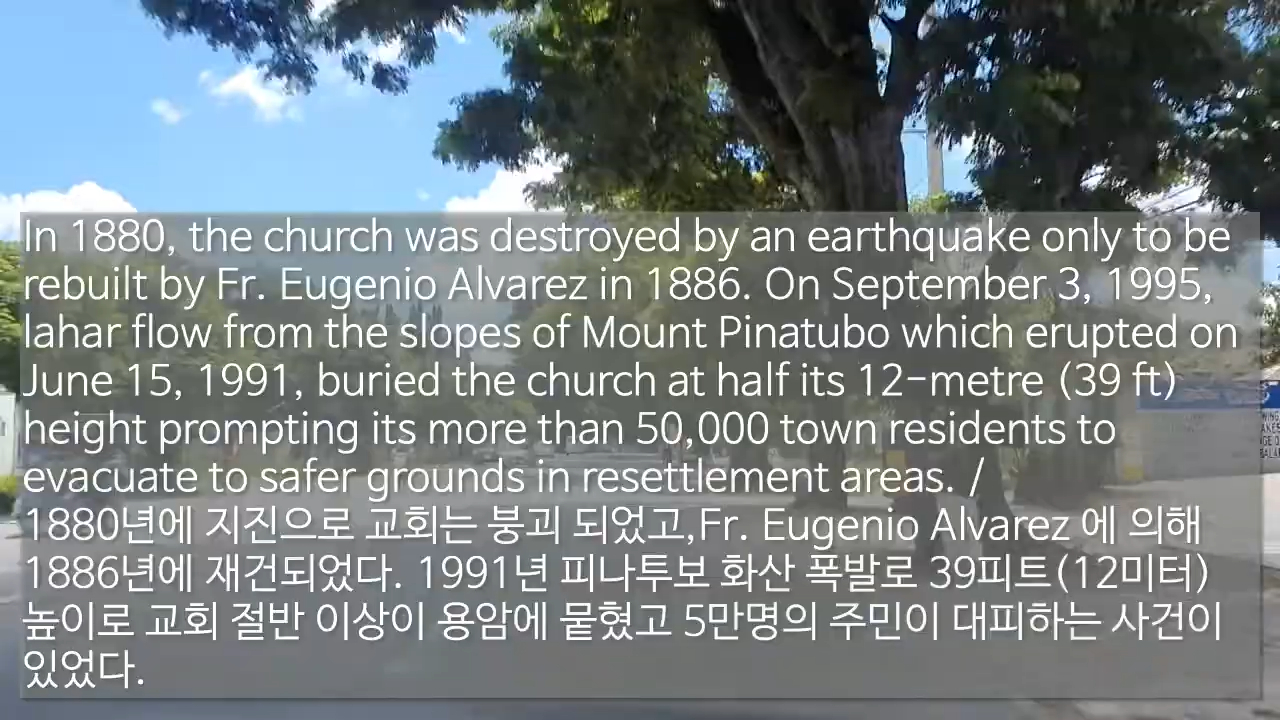 In 1880, the church was destroyed by an earthquake only to be
rebuilt by Fr. Eugenio Alvarez in 1886. On September 3, 1995,
lahar flow from the slopes of Mount Pinatubo which erupted on
June 15, 1991, buried the church at half its 12-metre (39 ft)
height prompting its more than 50,000 town residents to
evacuate to safer grounds in resettlement areas. /
1880년에 지진으로 교회는 붕괴 되었고,Fr. Eugenio Alvarez 에 의해
1886년에 재건되었다. 1991년 피나투보 화산 폭발로 39피트(12미터)
높이로 교회 절반 이상이 용암에 뭍혔고 5만명의 주민이 대피하는 사건이
있었다.